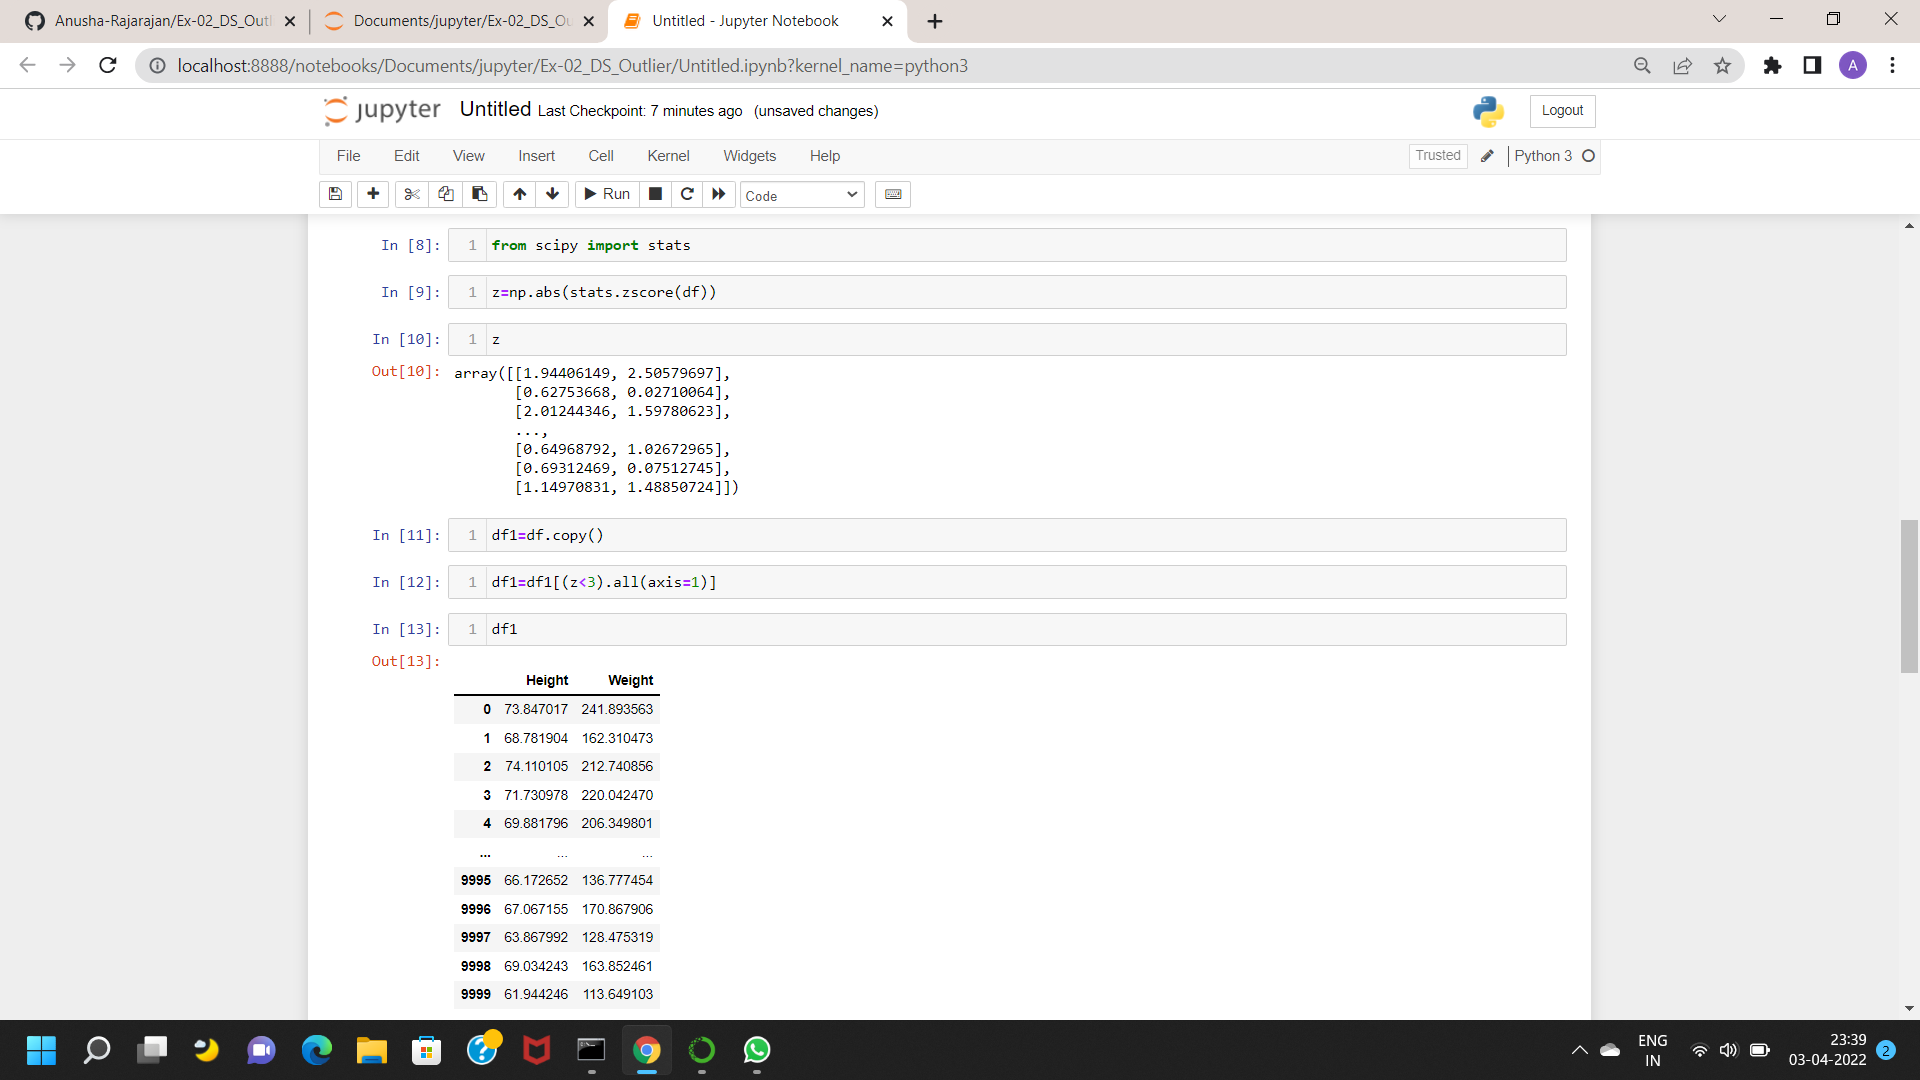 Anusha-Rajarajan/Ex-02_DS_Outl
Documents/jupyter/Ex-02_DS_Ou
Untitled - Jupyter Notebook
localhost:8888/notebooks/Documents/jupyter/Ex-02_DS_Outlier/Untitled.ipynb?kernel_name=python3
A
jupyter Untitled Last Checkpoint: 7 minutes ago (unsaved changes)
Logout
File Edit View Insert Cell Kernel Widgets Help
Trusted Python 3
Run Code
In [8]: 1 from scipy import stats
In [9]: 1 z=np.abs(stats.zscore(df))
In [10]: 1 z
Out[10]: array([[1.94406149, 2.50579697],
[0.62753668, 0.02710064],
[2.01244346, 1.59780623],
...,
[0.64968792, 1.02672965],
[0.69312469, 0.07512745],
[1.14970831, 1.48850724]])
In [11]: 1 df1=df.copy()
In [12]: 1 df1=df1[(z<3).all(axis=1)]
In [13]: 1 df1
Out[13]:
Height Weight
0 73.847017 241.893563
1 68.781904 162.310473
2 74.110105 212.740856
3 71.730978 220.042470
4 69.881796 206.349801
... ... ...
9995 66.172652 136.777454
9996 67.067155 170.867906
9997 63.867992 128.475319
9998 69.034243 163.852461
9999 61.944246 113.649103
ENG
IN
23:39
03-04-2022
2